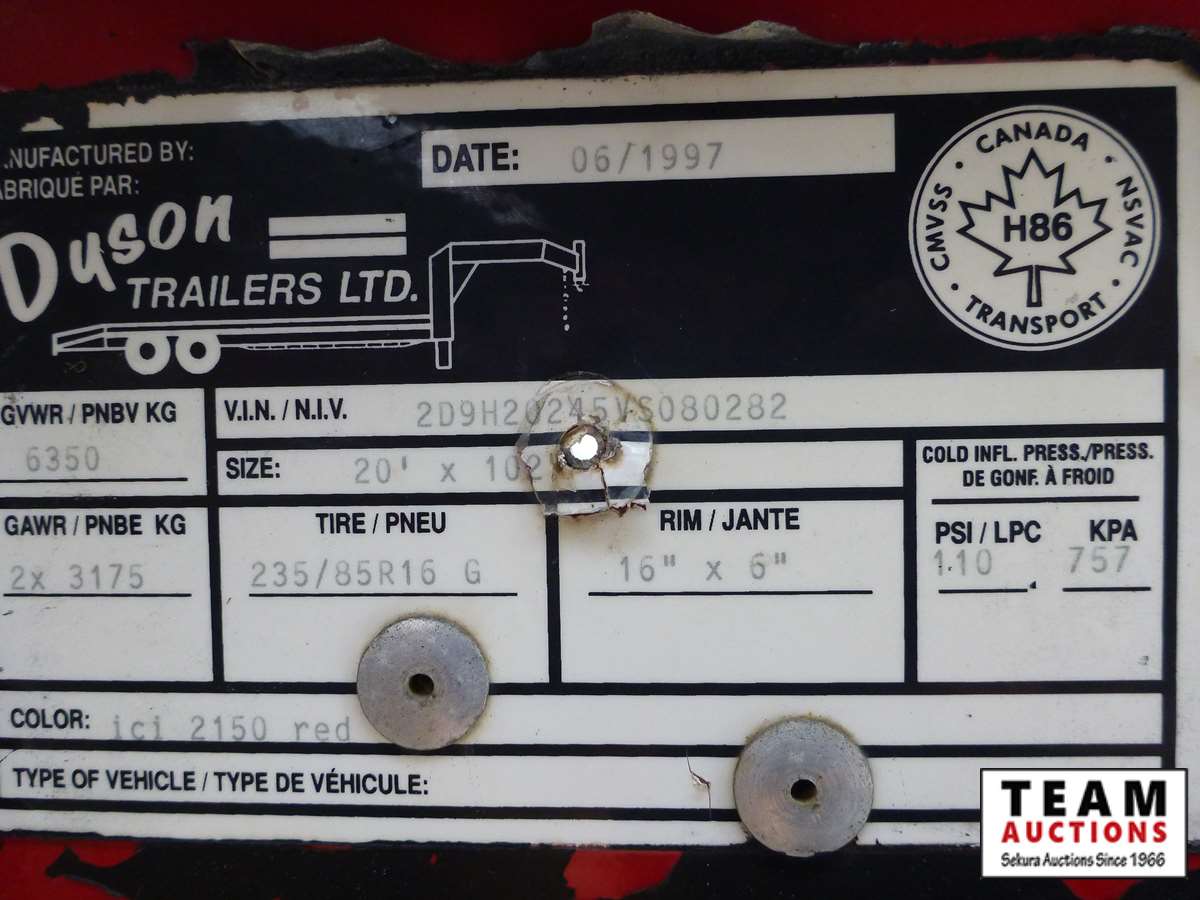 MANUFACTURED BY:
FABRIQUÉ PAR:
Duson
TRAILERS LTD.
DATE: 06/1997
CANADA
CMVSS
NSVAC
H86
TRANSPORT
GVWR / PNBV KG
6350
V.I.N. / N.I.V. 2D9H20245VS080282
SIZE: 20' x 102
COLD INFL. PRESS./PRESS.
DE GONF. À FROID
GAWR / PNBE KG
2x 3175
TIRE / PNEU
235/85R16 G
RIM / JANTE
16" x 6"
PSI / LPC KPA
110 757
COLOR: ici 2150 red
TYPE OF VEHICLE / TYPE DE VÉHICULE:
TEAM
AUCTIONS
Sekura Auctions Since 1966